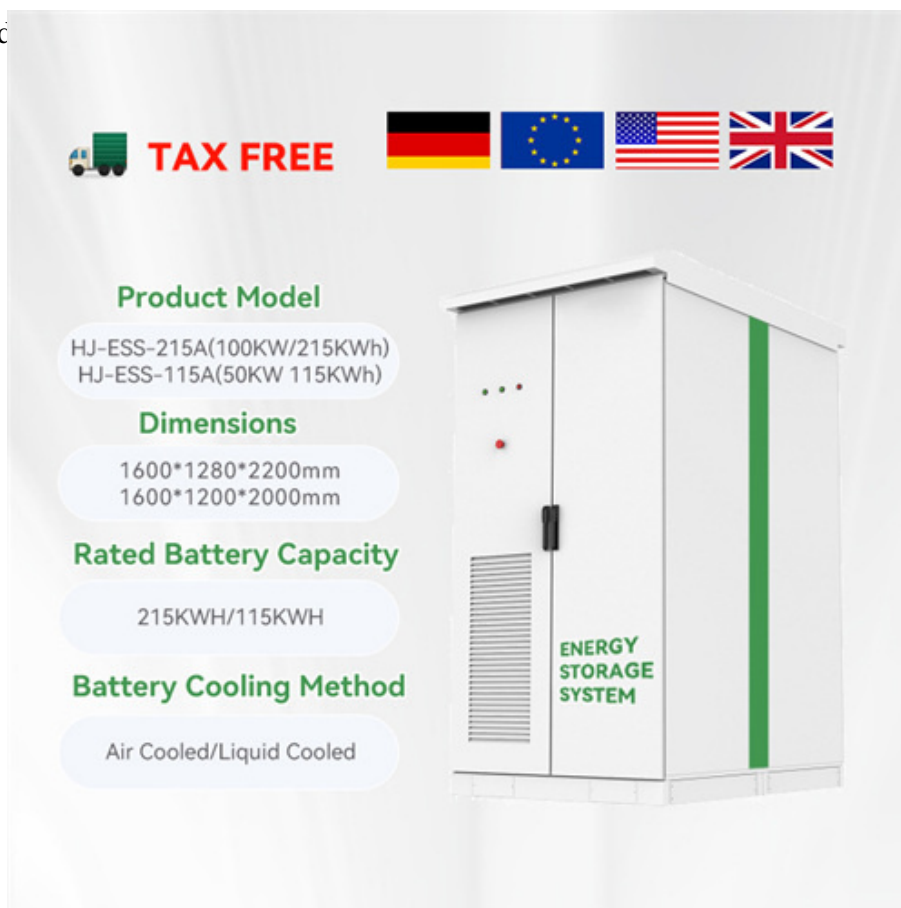 TAX FREE
Product Model
HJ-ESS-215A(100KW/215KWh)
HJ-ESS-115A(50KW 115KWh)
Dimensions
1600*1280*2200mm
1600*1200*2000mm
Rated Battery Capacity
215KWH/115KWH
Battery Cooling Method
Air Cooled/Liquid Cooled
ENERGY
STORAGE
SYSTEM